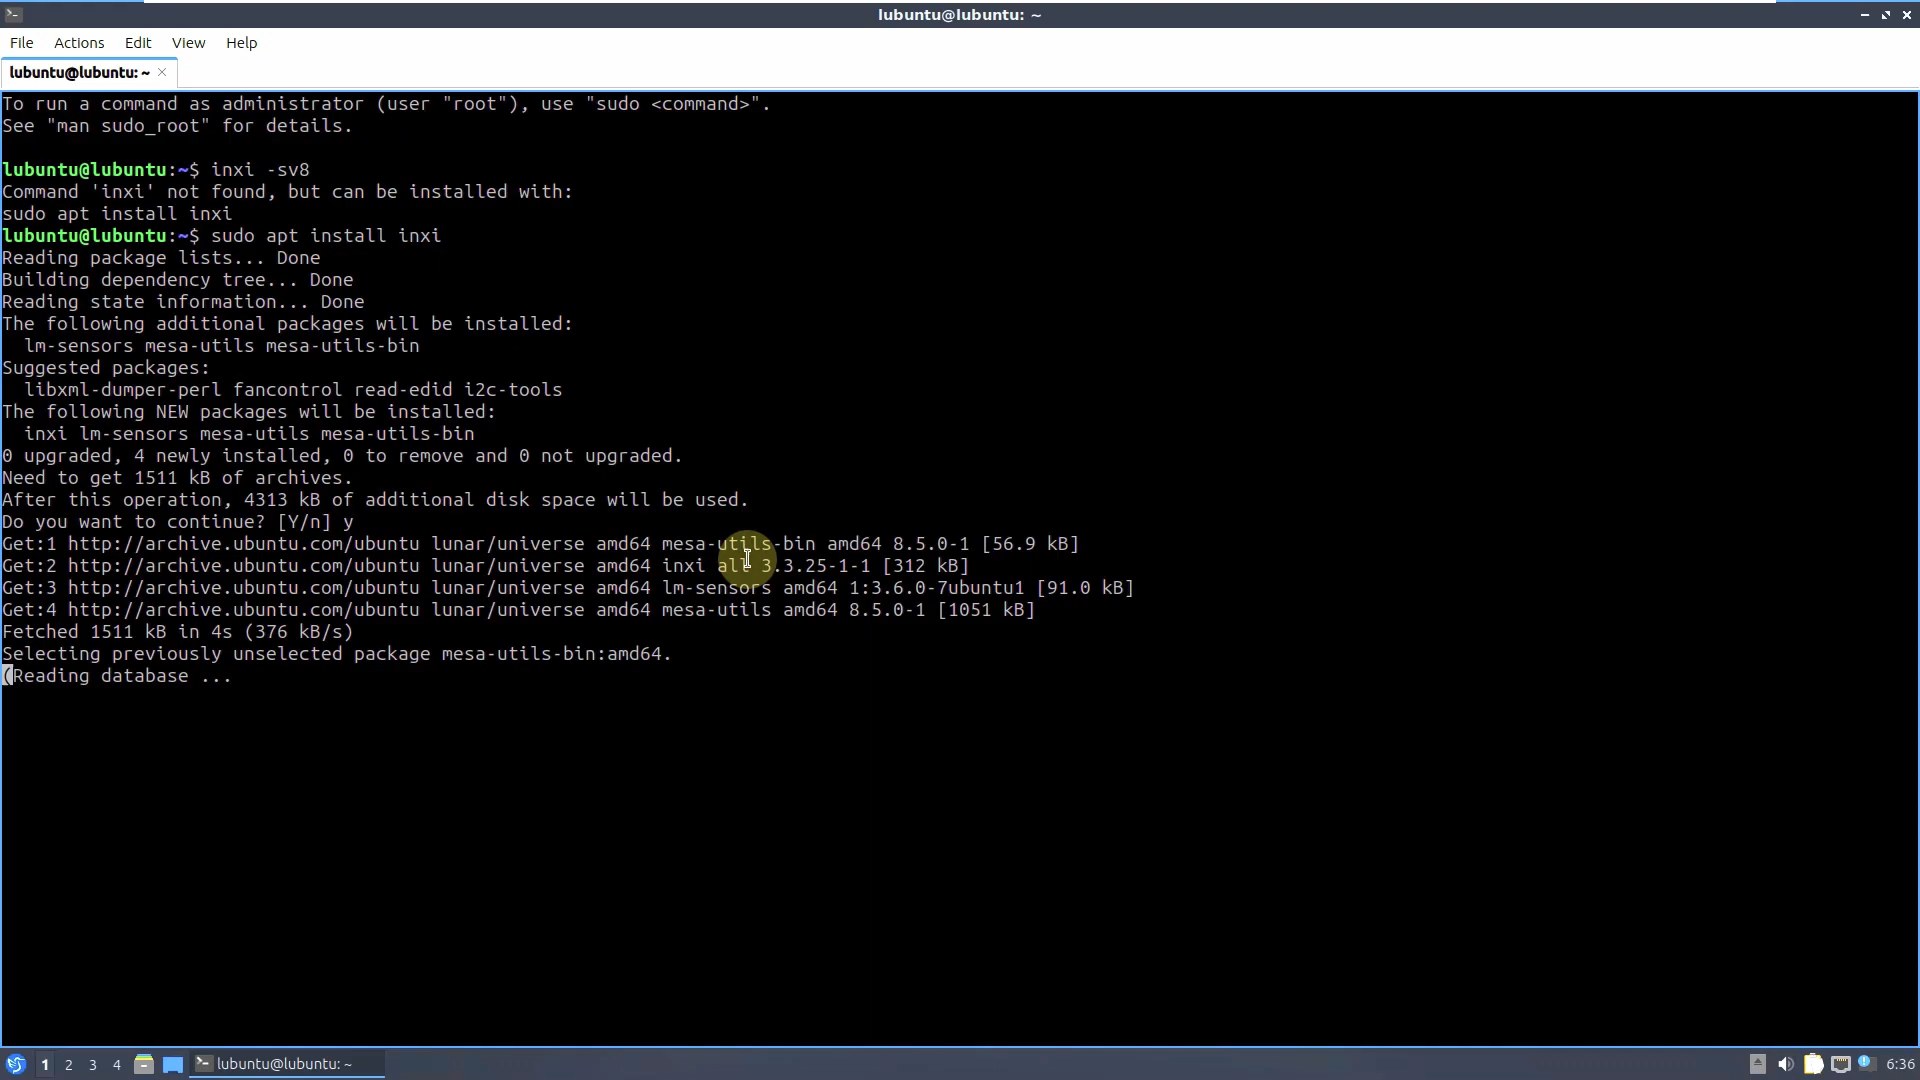 lubuntu@lubuntu: ~
File Actions Edit View Help
lubuntu@lubuntu: ~
To run a command as administrator (user "root"), use "sudo <command>".
See "man sudo_root" for details.
lubuntu@lubuntu:~$ inxi -sv8
Command 'inxi' not found, but can be installed with:
sudo apt install inxi
lubuntu@lubuntu:~$ sudo apt install inxi
Reading package lists... Done
Building dependency tree... Done
Reading state information... Done
The following additional packages will be installed:
lm-sensors mesa-utils mesa-utils-bin
Suggested packages:
libxml-dumper-perl fancontrol read-edid i2c-tools
The following NEW packages will be installed:
inxi lm-sensors mesa-utils mesa-utils-bin
0 upgraded, 4 newly installed, 0 to remove and 0 not upgraded.
Need to get 1511 kB of archives.
After this operation, 4313 kB of additional disk space will be used.
Do you want to continue? [Y/n] y
Get:1 http://archive.ubuntu.com/ubuntu lunar/universe amd64 mesa-utils-bin amd64 8.5.0-1 [56.9 kB]
Get:2 http://archive.ubuntu.com/ubuntu lunar/universe amd64 inxi all 3.3.25-1-1 [312 kB]
Get:3 http://archive.ubuntu.com/ubuntu lunar/universe amd64 lm-sensors amd64 1:3.6.0-7ubuntu1 [91.0 kB]
Get:4 http://archive.ubuntu.com/ubuntu lunar/universe amd64 mesa-utils amd64 8.5.0-1 [1051 kB]
Fetched 1511 kB in 4s (376 kB/s)
Selecting previously unselected package mesa-utils-bin:amd64.
(Reading database ...
1 2 3 4 lubuntu@lubuntu: ~ 6:36